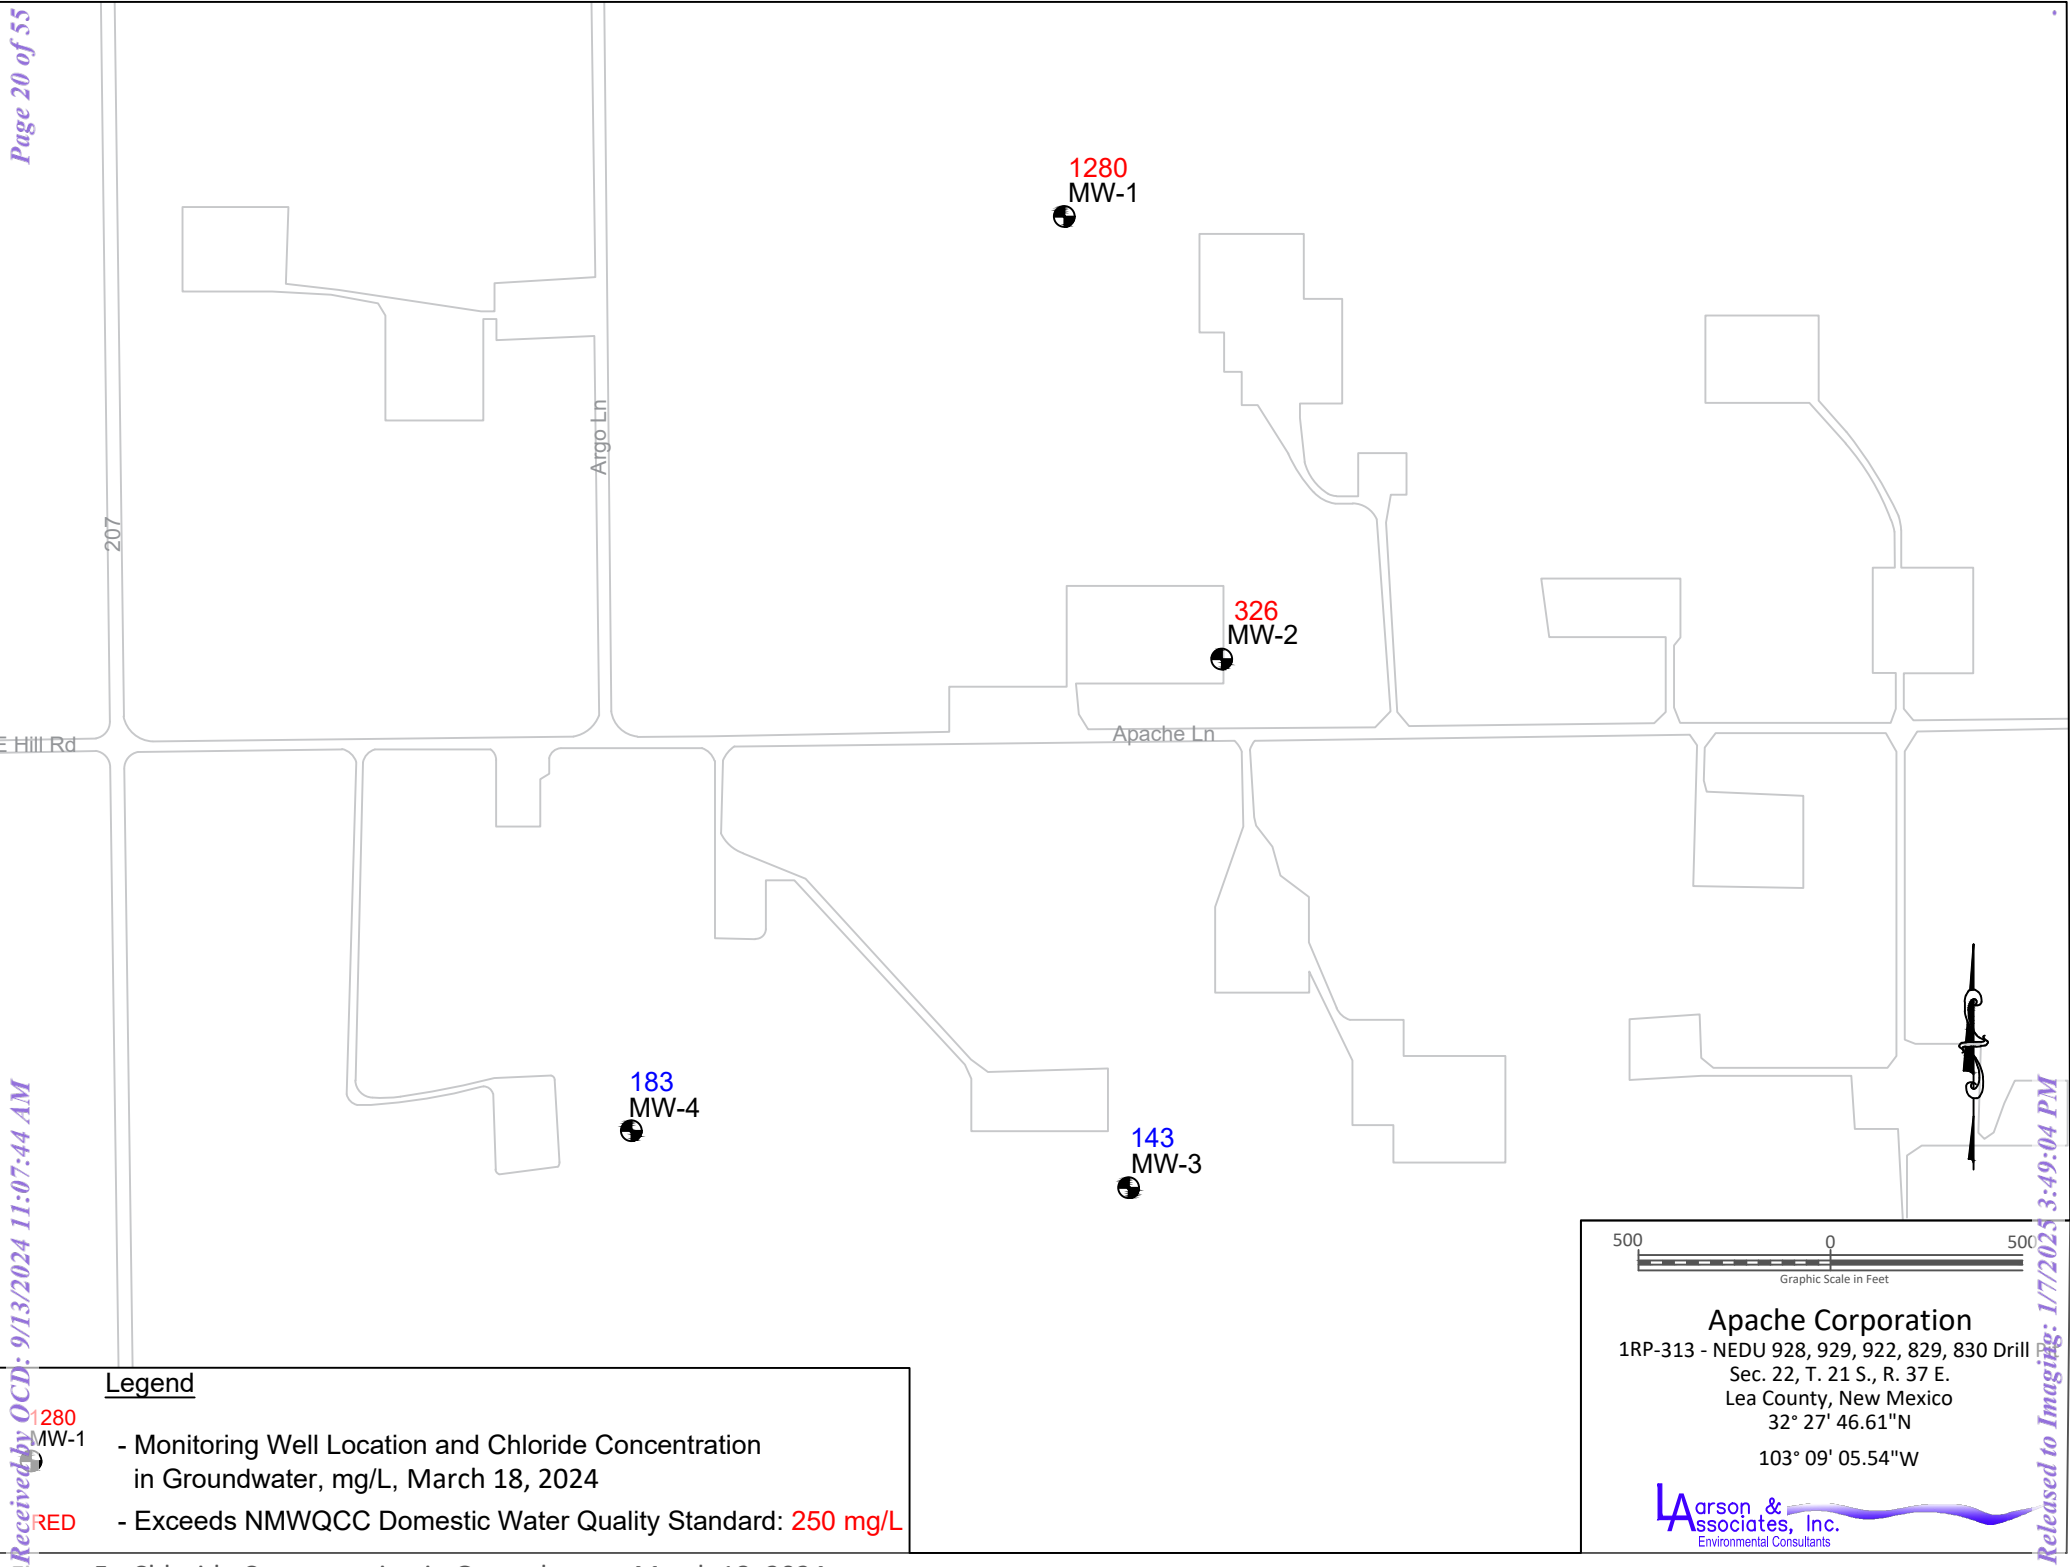 Page 20 of 55
1280
MW-1
Argo Ln
207
326
MW-2
E Hill Rd
Apache Ln
183
MW-4
143
MW-3
Received by OCD: 9/13/2024 11:07:44 AM
Released to Imaging: 1/7/2025 3:49:04 PM
500 0 500
Graphic Scale in Feet
Apache Corporation
1RP-313 - NEDU 928, 929, 922, 829, 830 Drill
Sec. 22, T. 21 S., R. 37 E.
Lea County, New Mexico
32° 27' 46.61"N
103° 09' 05.54"W
Larson &
Associates, Inc.
Environmental Consultants
Legend
1280
MW-1
- Monitoring Well Location and Chloride Concentration
in Groundwater, mg/L, March 18, 2024
RED - Exceeds NMWQCC Domestic Water Quality Standard: 250 mg/L